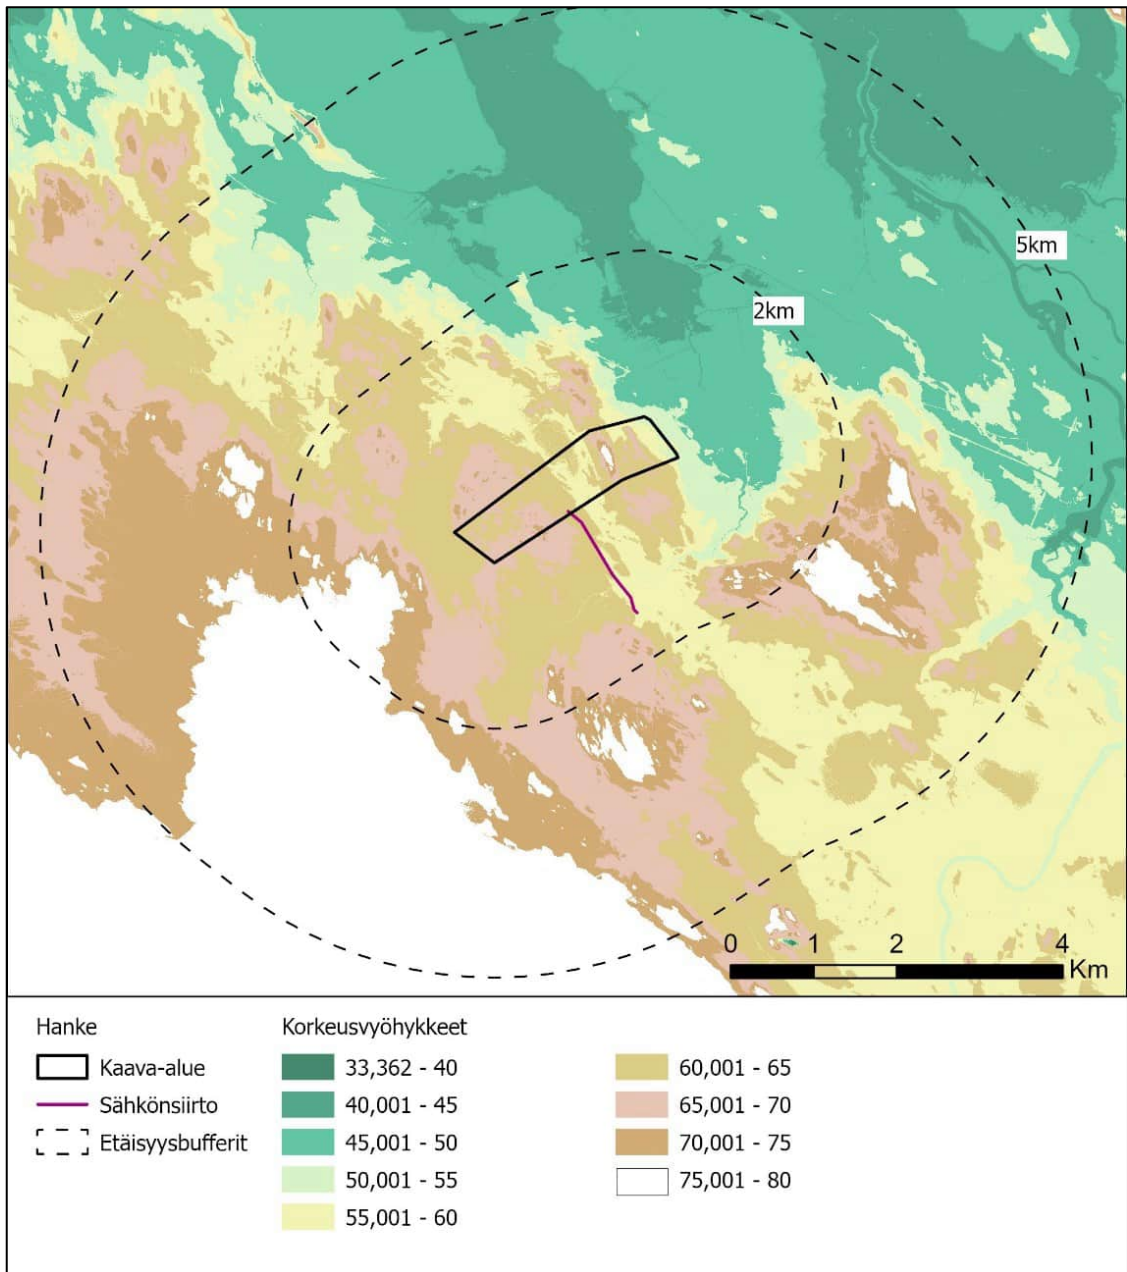 5km
2km
0 1 2 4
Km
Hanke
Kaava-alue
Sähkönsiirto
Etäisyysbufferit
Korkeusvyöhykkeet
33,362 - 40
40,001 - 45
45,001 - 50
50,001 - 55
55,001 - 60
60,001 - 65
65,001 - 70
70,001 - 75
75,001 - 80